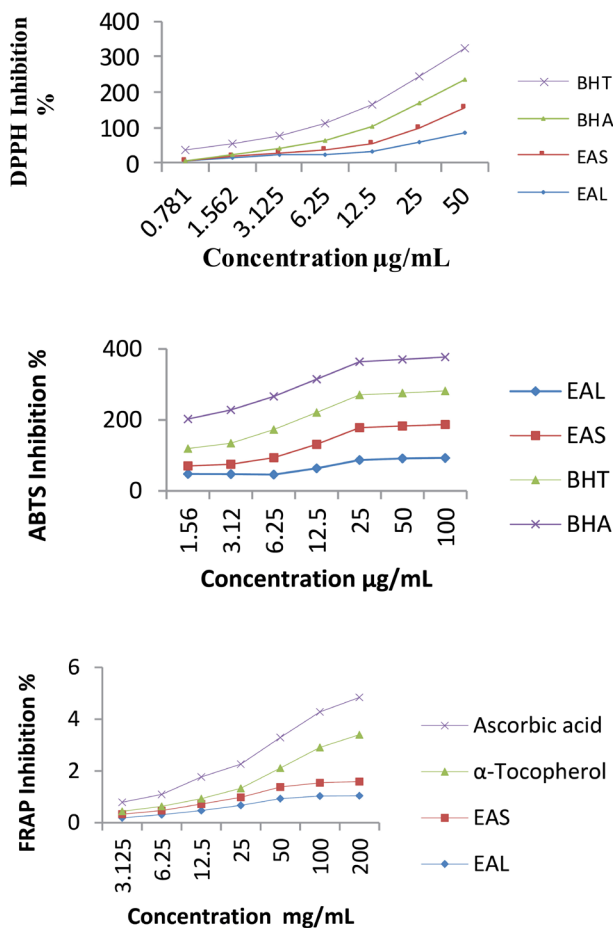 400
300
200
100
0
DPPH Inhibition
%
0.781
1.562
3.125
6.25
12.5
25
50
Concentration µg/mL
BHT
BHA
EAS
EAL
400
200
0
ABTS Inhibition %
1.56
3.12
6.25
12.5
25
50
100
Concentration µg/mL
EAL
EAS
BHT
BHA
6
4
2
0
FRAP Inhibition %
3.125
6.25
12.5
25
50
100
200
Concentration  mg/mL
Ascorbic acid
α-Tocopherol
EAS
EAL